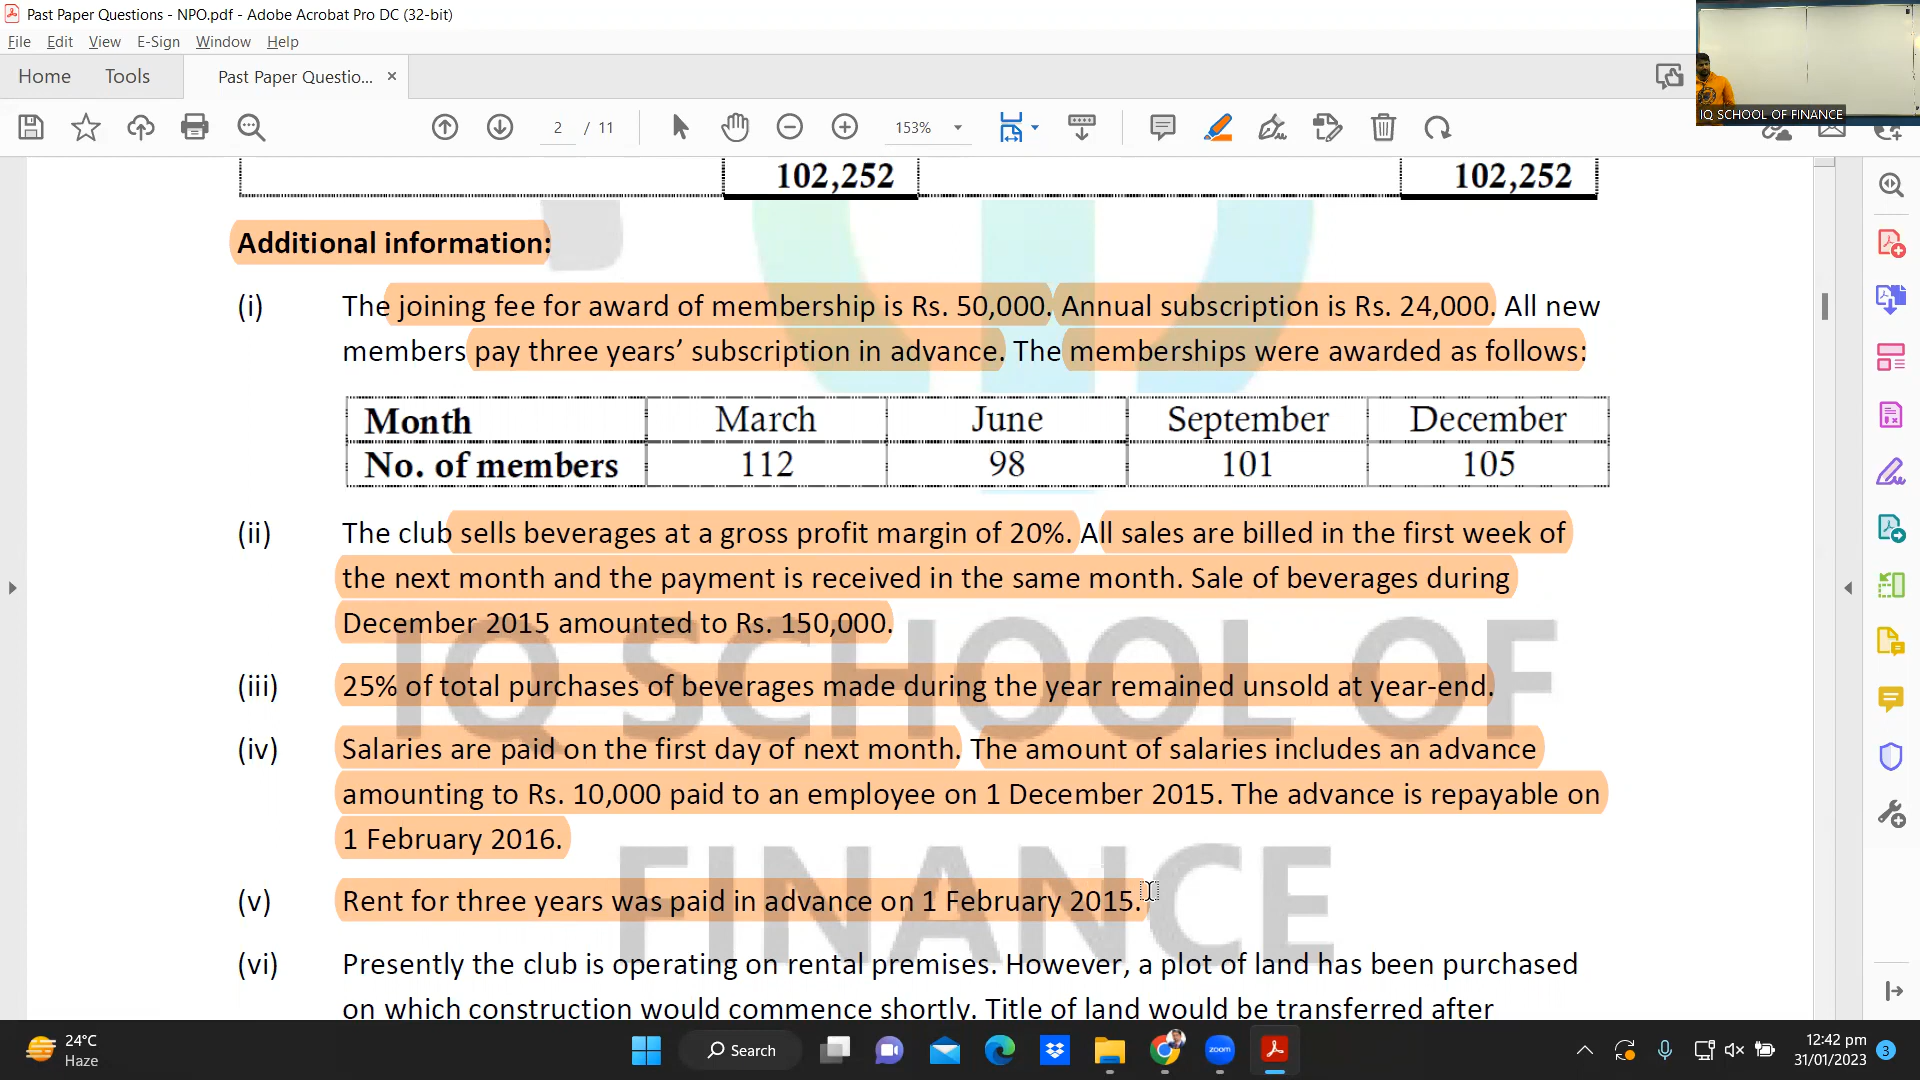 Past Paper Questions - NPO.pdf - Adobe Acrobat Pro DC (32-bit)
File Edit View E-Sign Window Help
Home Tools Past Paper Questio... ×
2 / 11 153%
IQ SCHOOL OF FINANCE
102,252 102,252
Additional information:
(i) The joining fee for award of membership is Rs. 50,000. Annual subscription is Rs. 24,000. All new
members pay three years’ subscription in advance. The memberships were awarded as follows:
Month March June September December
No. of members 112 98 101 105
(ii) The club sells beverages at a gross profit margin of 20%. All sales are billed in the first week of
the next month and the payment is received in the same month. Sale of beverages during
December 2015 amounted to Rs. 150,000.
(iii) 25% of total purchases of beverages made during the year remained unsold at year-end.
(iv) Salaries are paid on the first day of next month. The amount of salaries includes an advance
amounting to Rs. 10,000 paid to an employee on 1 December 2015. The advance is repayable on
1 February 2016.
(v) Rent for three years was paid in advance on 1 February 2015.
(vi) Presently the club is operating on rental premises. However, a plot of land has been purchased
on which construction would commence shortly. Title of land would be transferred after
IQ SCHOOL OF
FINANCE
24°C
Haze
Search
zoom
12:42 pm
31/01/2023
3